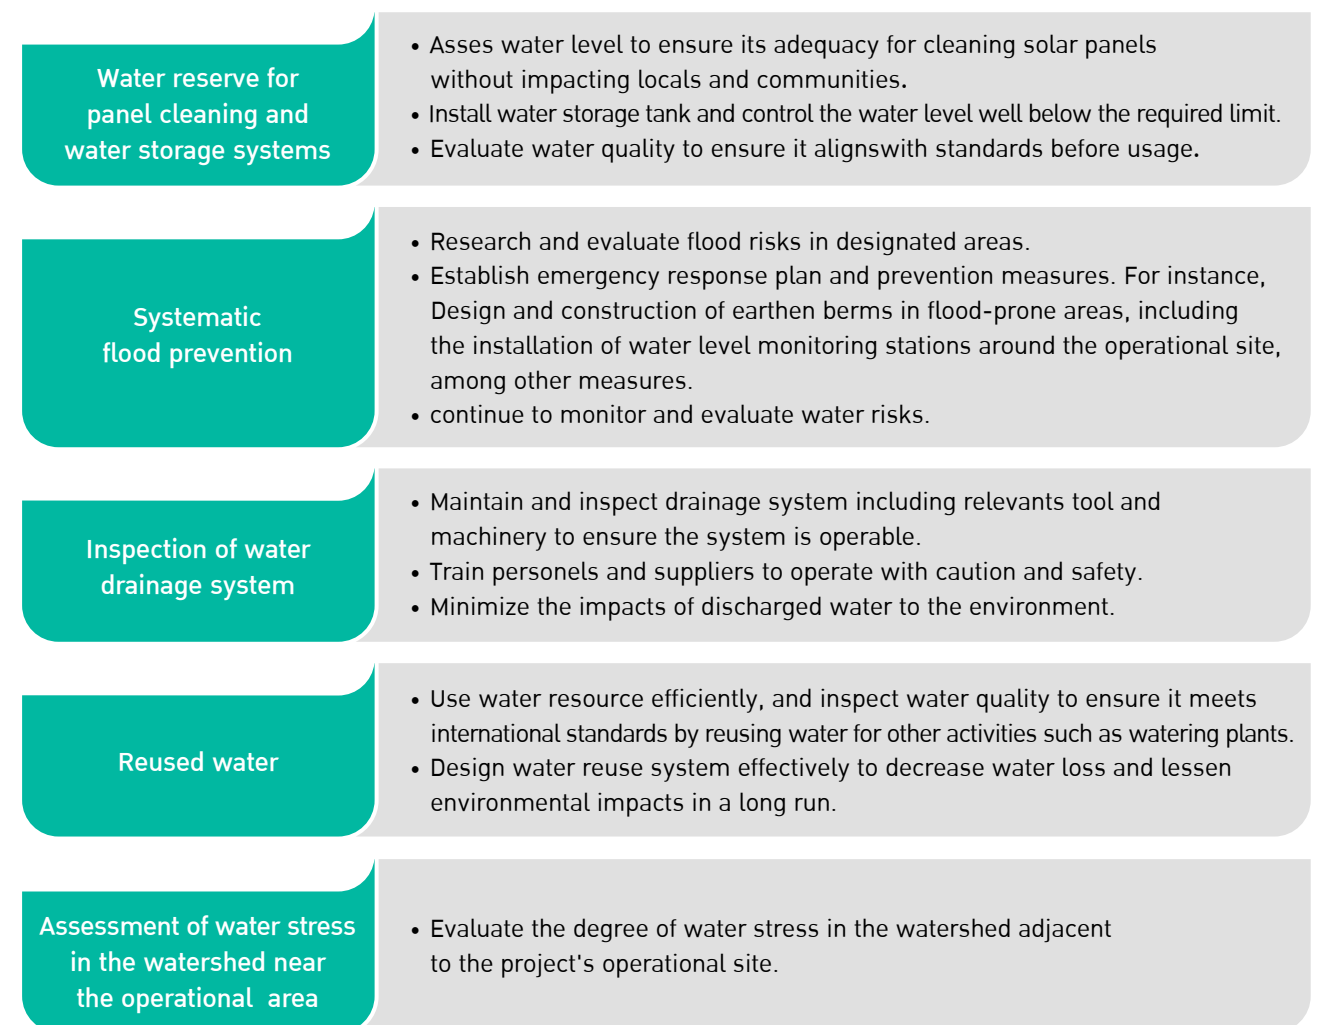 Water reserve for
panel cleaning and
water storage systems
• Asses water level to ensure its adequacy for cleaning solar panels
without impacting locals and communities.
• Install water storage tank and control the water level well below the required limit.
• Evaluate water quality to ensure it alignswith standards before usage.
Systematic
flood prevention
• Research and evaluate flood risks in designated areas.
• Establish emergency response plan and prevention measures. For instance,
Design and construction of earthen berms in flood-prone areas, including
the installation of water level monitoring stations around the operational site,
among other measures.
• continue to monitor and evaluate water risks.
Inspection of water
drainage system
• Maintain and inspect drainage system including relevants tool and
machinery to ensure the system is operable.
• Train personels and suppliers to operate with caution and safety.
• Minimize the impacts of discharged water to the environment.
Reused water
• Use water resource efficiently, and inspect water quality to ensure it meets
international standards by reusing water for other activities such as watering plants.
• Design water reuse system effectively to decrease water loss and lessen
environmental impacts in a long run.
Assessment of water stress
in the watershed near
the operational area
• Evaluate the degree of water stress in the watershed adjacent
to the project's operational site.